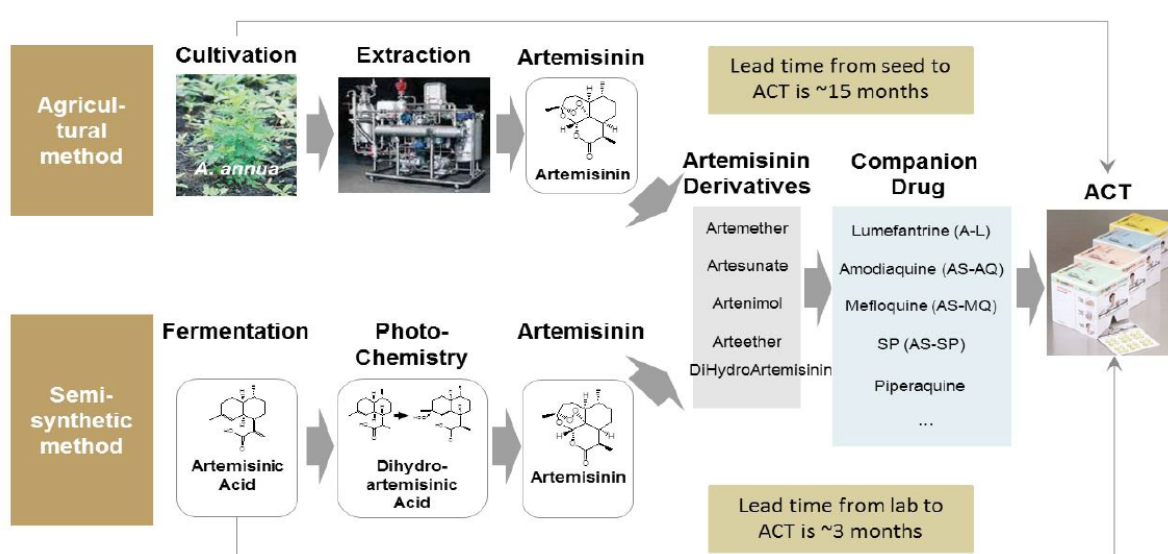 Agricul-
tural
method
Cultivation
A. annua
Extraction
Artemisinin
Artemisinin
Lead time from seed to
ACT is ~15 months
Artemisinin
Derivatives
Artemether
Artesunate
Artenimol
Arteether
DiHydroArtemisinin
Companion
Drug
Lumefantrine (A-L)
Amodiaquine (AS-AQ)
Mefloquine (AS-MQ)
SP (AS-SP)
Piperaquine
...
ACT
Semi-
synthetic
method
Fermentation
Artemisinic
Acid
Photo-
Chemistry
Dihydro-
artemisinic
Acid
Artemisinin
Artemisinin
Lead time from lab to
ACT is ~3 months